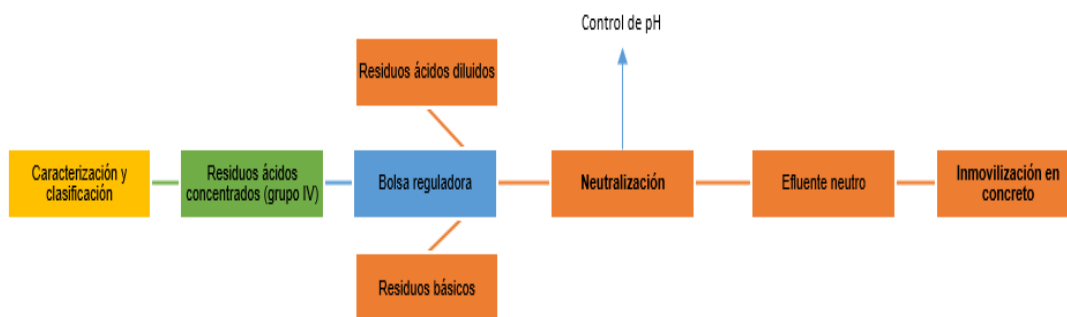 Control de pH
Residuos ácidos diluidos
Caracterización y
clasificación
Residuos ácidos
concentrados (grupo IV)
Bolsa reguladora
Neutralización
Efluente neutro
Inmovilización en
concreto
Residuos básicos